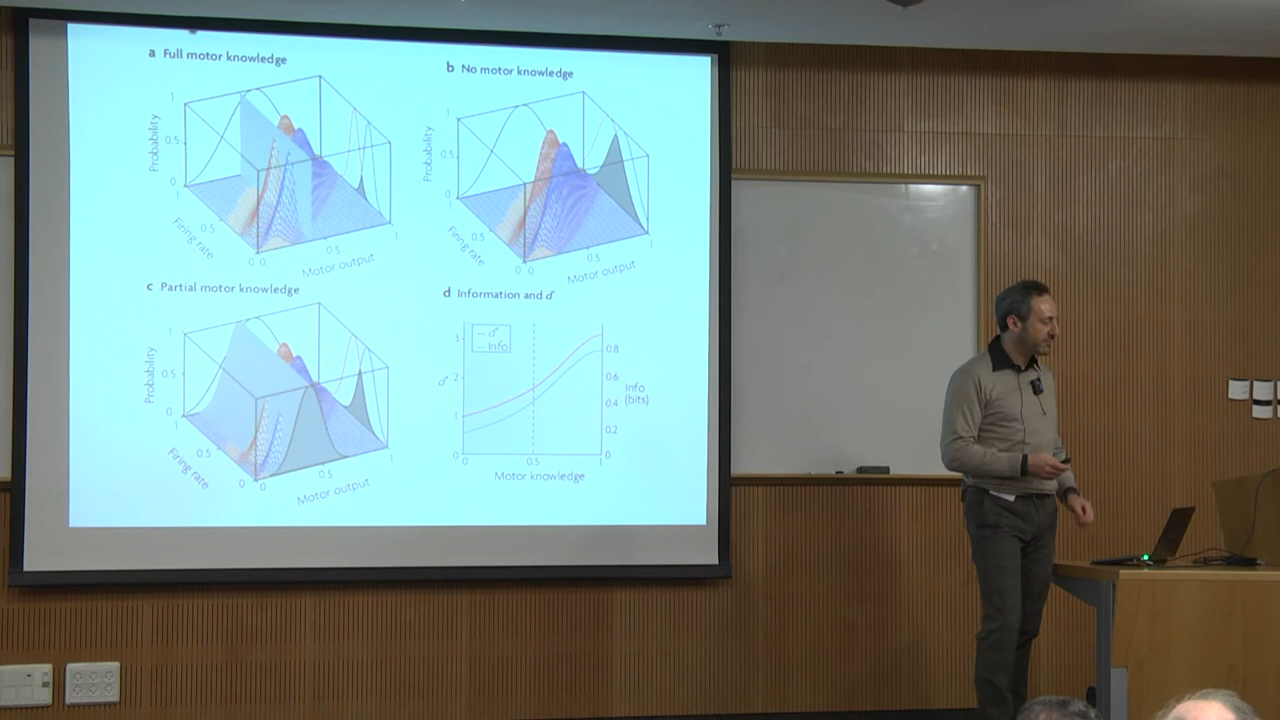 a Full motor knowledge
1
0.5
0
Probability
1
0.5
0
Firing rate
0
0.5
1
Motor output
b No motor knowledge
1
0.5
0
Probability
1
0.5
0
Firing rate
0
0.5
1
Motor output
c Partial motor knowledge
1
0.5
0
Probability
1
0.5
0
Firing rate
0
0.5
1
Motor output
d Information and d′
3
2
1
0
d′
— d′
— Info
0.8
0.6
0.4
0.2
0
Info
(bits)
0
0.5
1
Motor knowledge